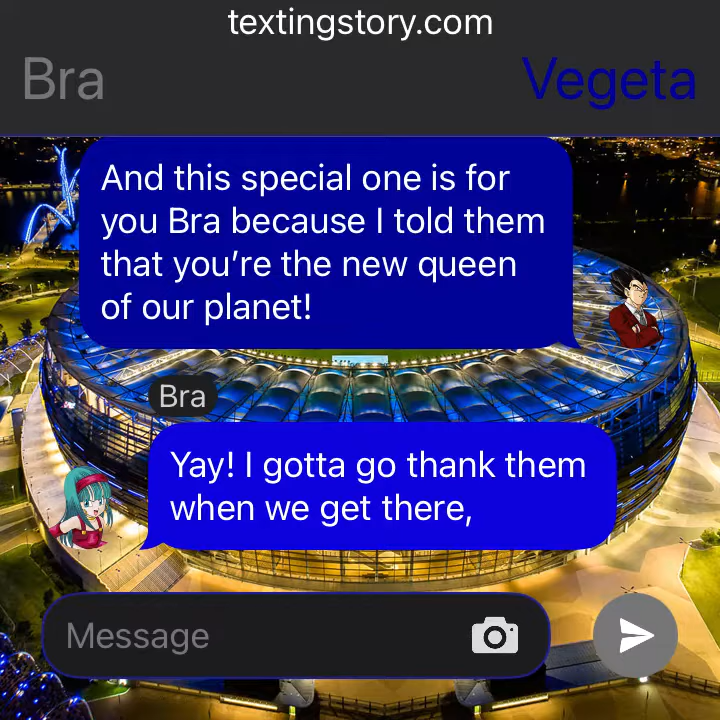 textingstory.com
Bra
Vegeta
And this special one is for
you Bra because I told them
that you’re the new queen
of our planet!
Bra
Yay! I gotta go thank them
when we get there,
Message